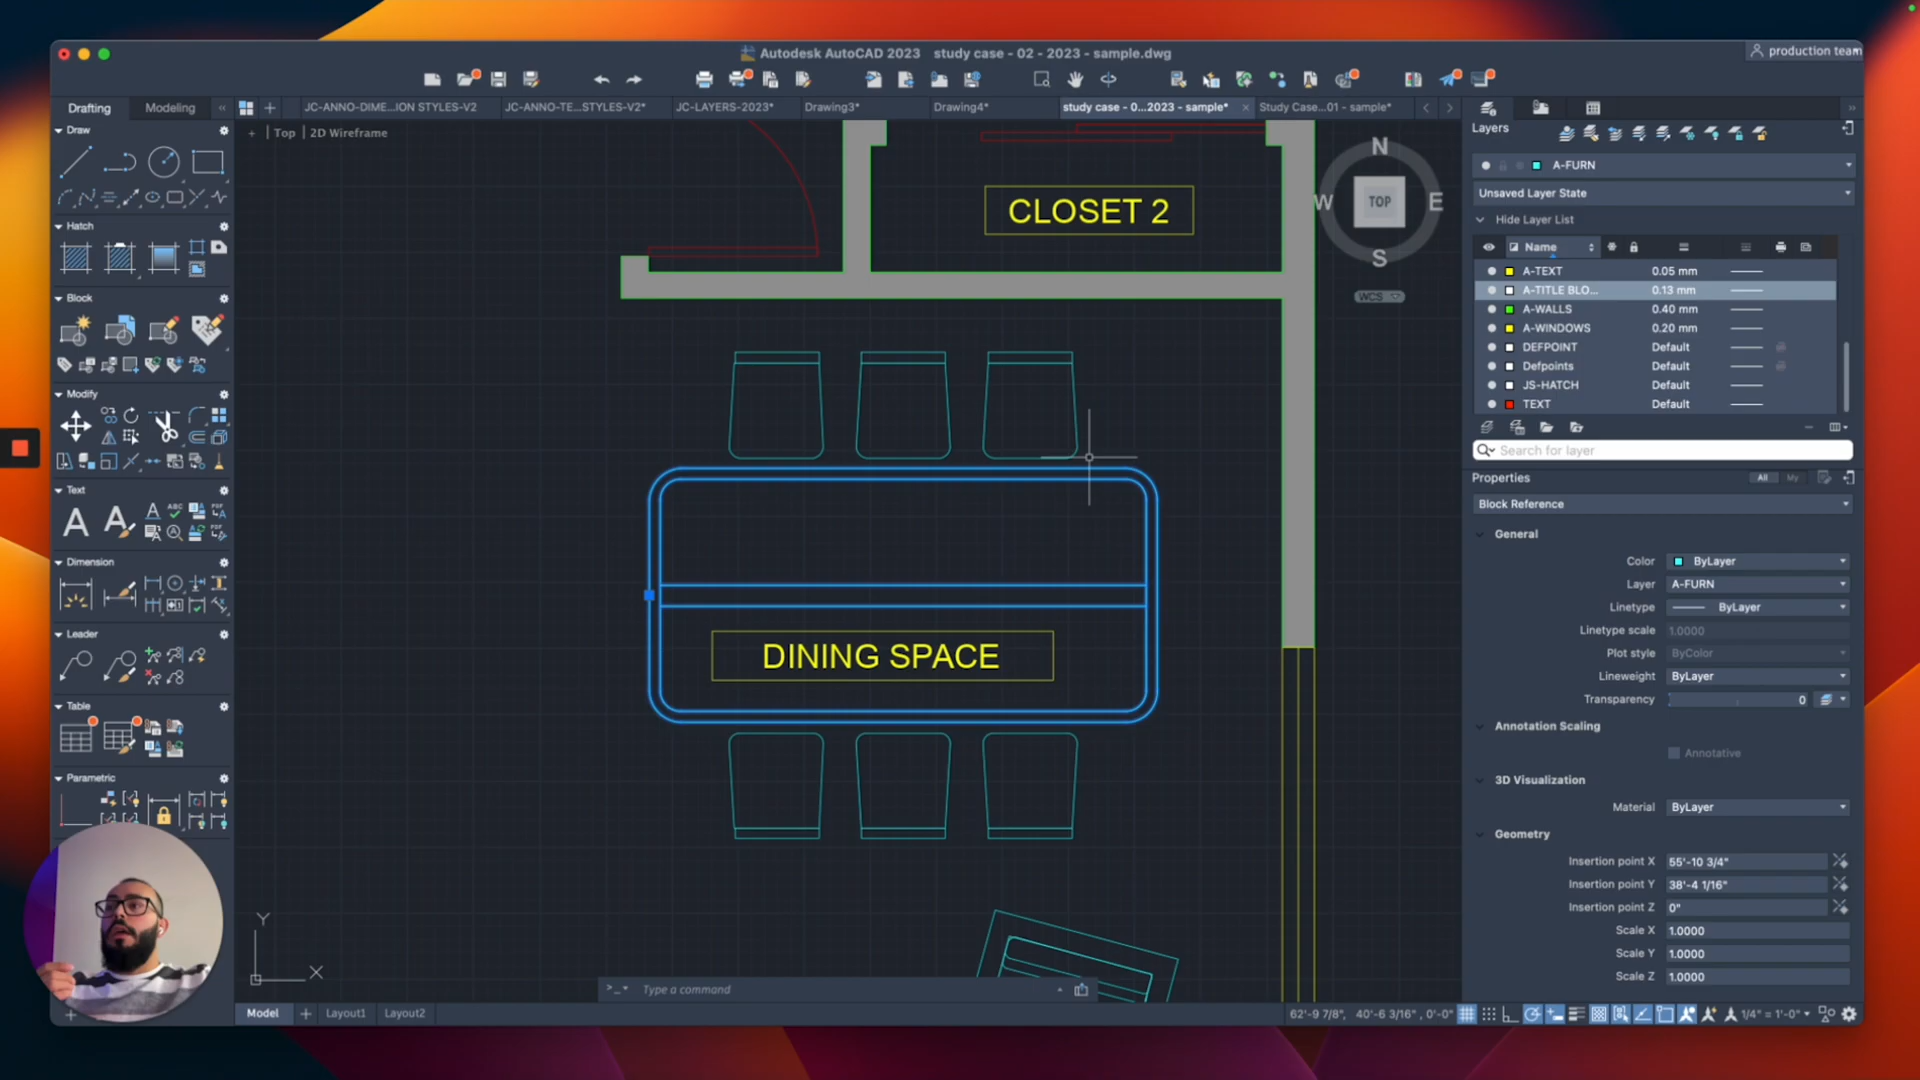 Autodesk AutoCAD 2023 study case - 02 - 2023 - sample.dwg
production team
Drafting Modeling
JC-ANNO-DIME...ION STYLES-V2 JC-ANNO-TE...STYLES-V2* JC-LAYERS-2023* Drawing3* Drawing4* study case - 0...2023 - sample* Study Case...01 - sample*
Top 2D Wireframe
Draw
Hatch
Block
Modify
Text
Dimension
Leader
Table
Parametric
CLOSET 2
DINING SPACE
N
W TOP E
S
WCS
Y
X
Type a command
Model Layout1 Layout2
62'-9 7/8", 40'-6 3/16" , 0'-0" 1/4" = 1'-0"
Layers
A-FURN
Unsaved Layer State
Hide Layer List
Name
A-TEXT 0.05 mm
A-TITLE BLO... 0.13 mm
A-WALLS 0.40 mm
A-WINDOWS 0.20 mm
DEFPOINT Default
Defpoints Default
JS-HATCH Default
TEXT Default
Search for layer
Properties All My
Block Reference
General
Color ByLayer
Layer A-FURN
Linetype ByLayer
Linetype scale 1.0000
Plot style ByColor
Lineweight ByLayer
Transparency 0
Annotation Scaling
Annotative
3D Visualization
Material ByLayer
Geometry
Insertion point X 55'-10 3/4"
Insertion point Y 38'-4 1/16"
Insertion point Z 0"
Scale X 1.0000
Scale Y 1.0000
Scale Z 1.0000